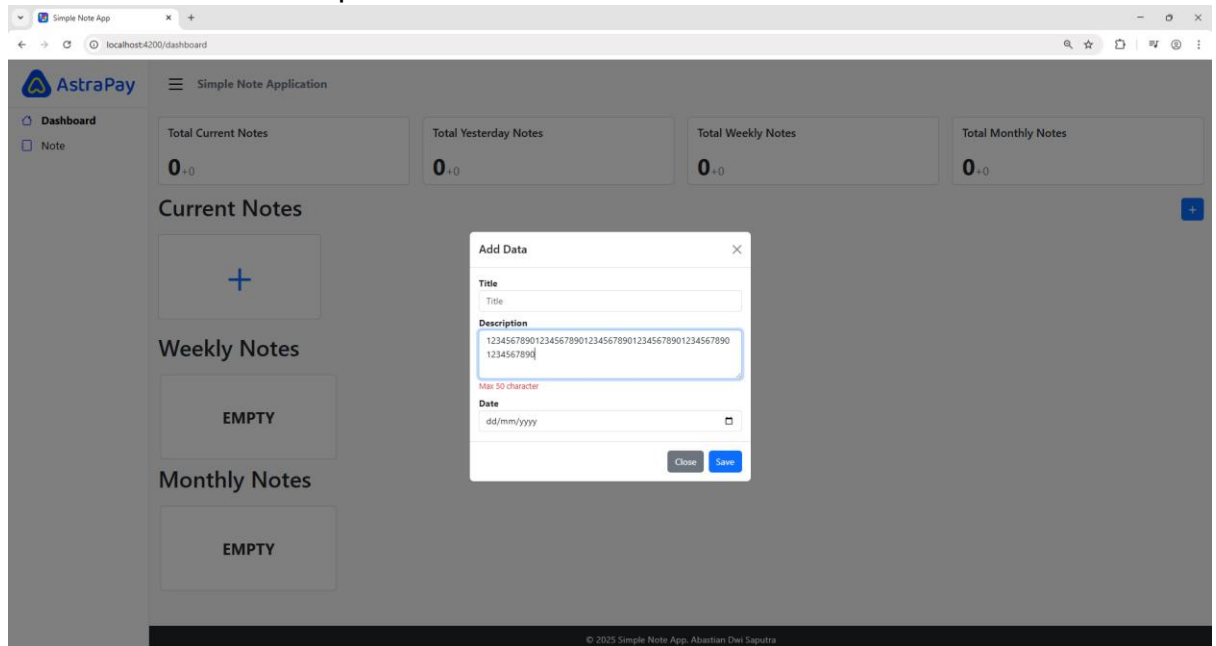 Simple Note App
localhost:4200/dashboard
AstraPay
Simple Note Application
Dashboard
Note
Total Current Notes
0 +0
Total Yesterday Notes
0 +0
Total Weekly Notes
0 +0
Total Monthly Notes
0 +0
Current Notes
+
+
Weekly Notes
EMPTY
Monthly Notes
EMPTY
Add Data
Title
Title
Description
12345678901234567890123456789012345678901234567890
1234567890
Max 50 character
Date
dd/mm/yyyy
Close
Save
© 2025 Simple Note App. Abastian Dwi Saputra